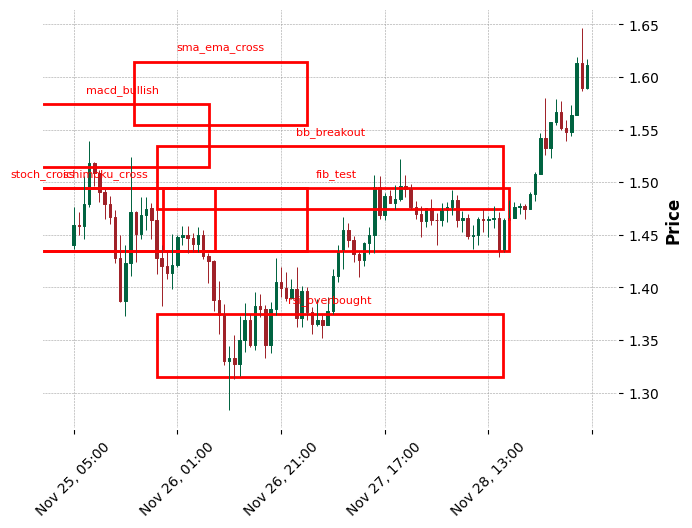 sma_ema_cross
macd_bullish
bb_breakout
stoch_cross
ichimoku_cross
fib_test
rsi_overbought
1.65
1.60
1.55
1.50
1.45
1.40
1.35
1.30
Price
Nov 25, 05:00
Nov 26, 01:00
Nov 26, 21:00
Nov 27, 17:00
Nov 28, 13:00